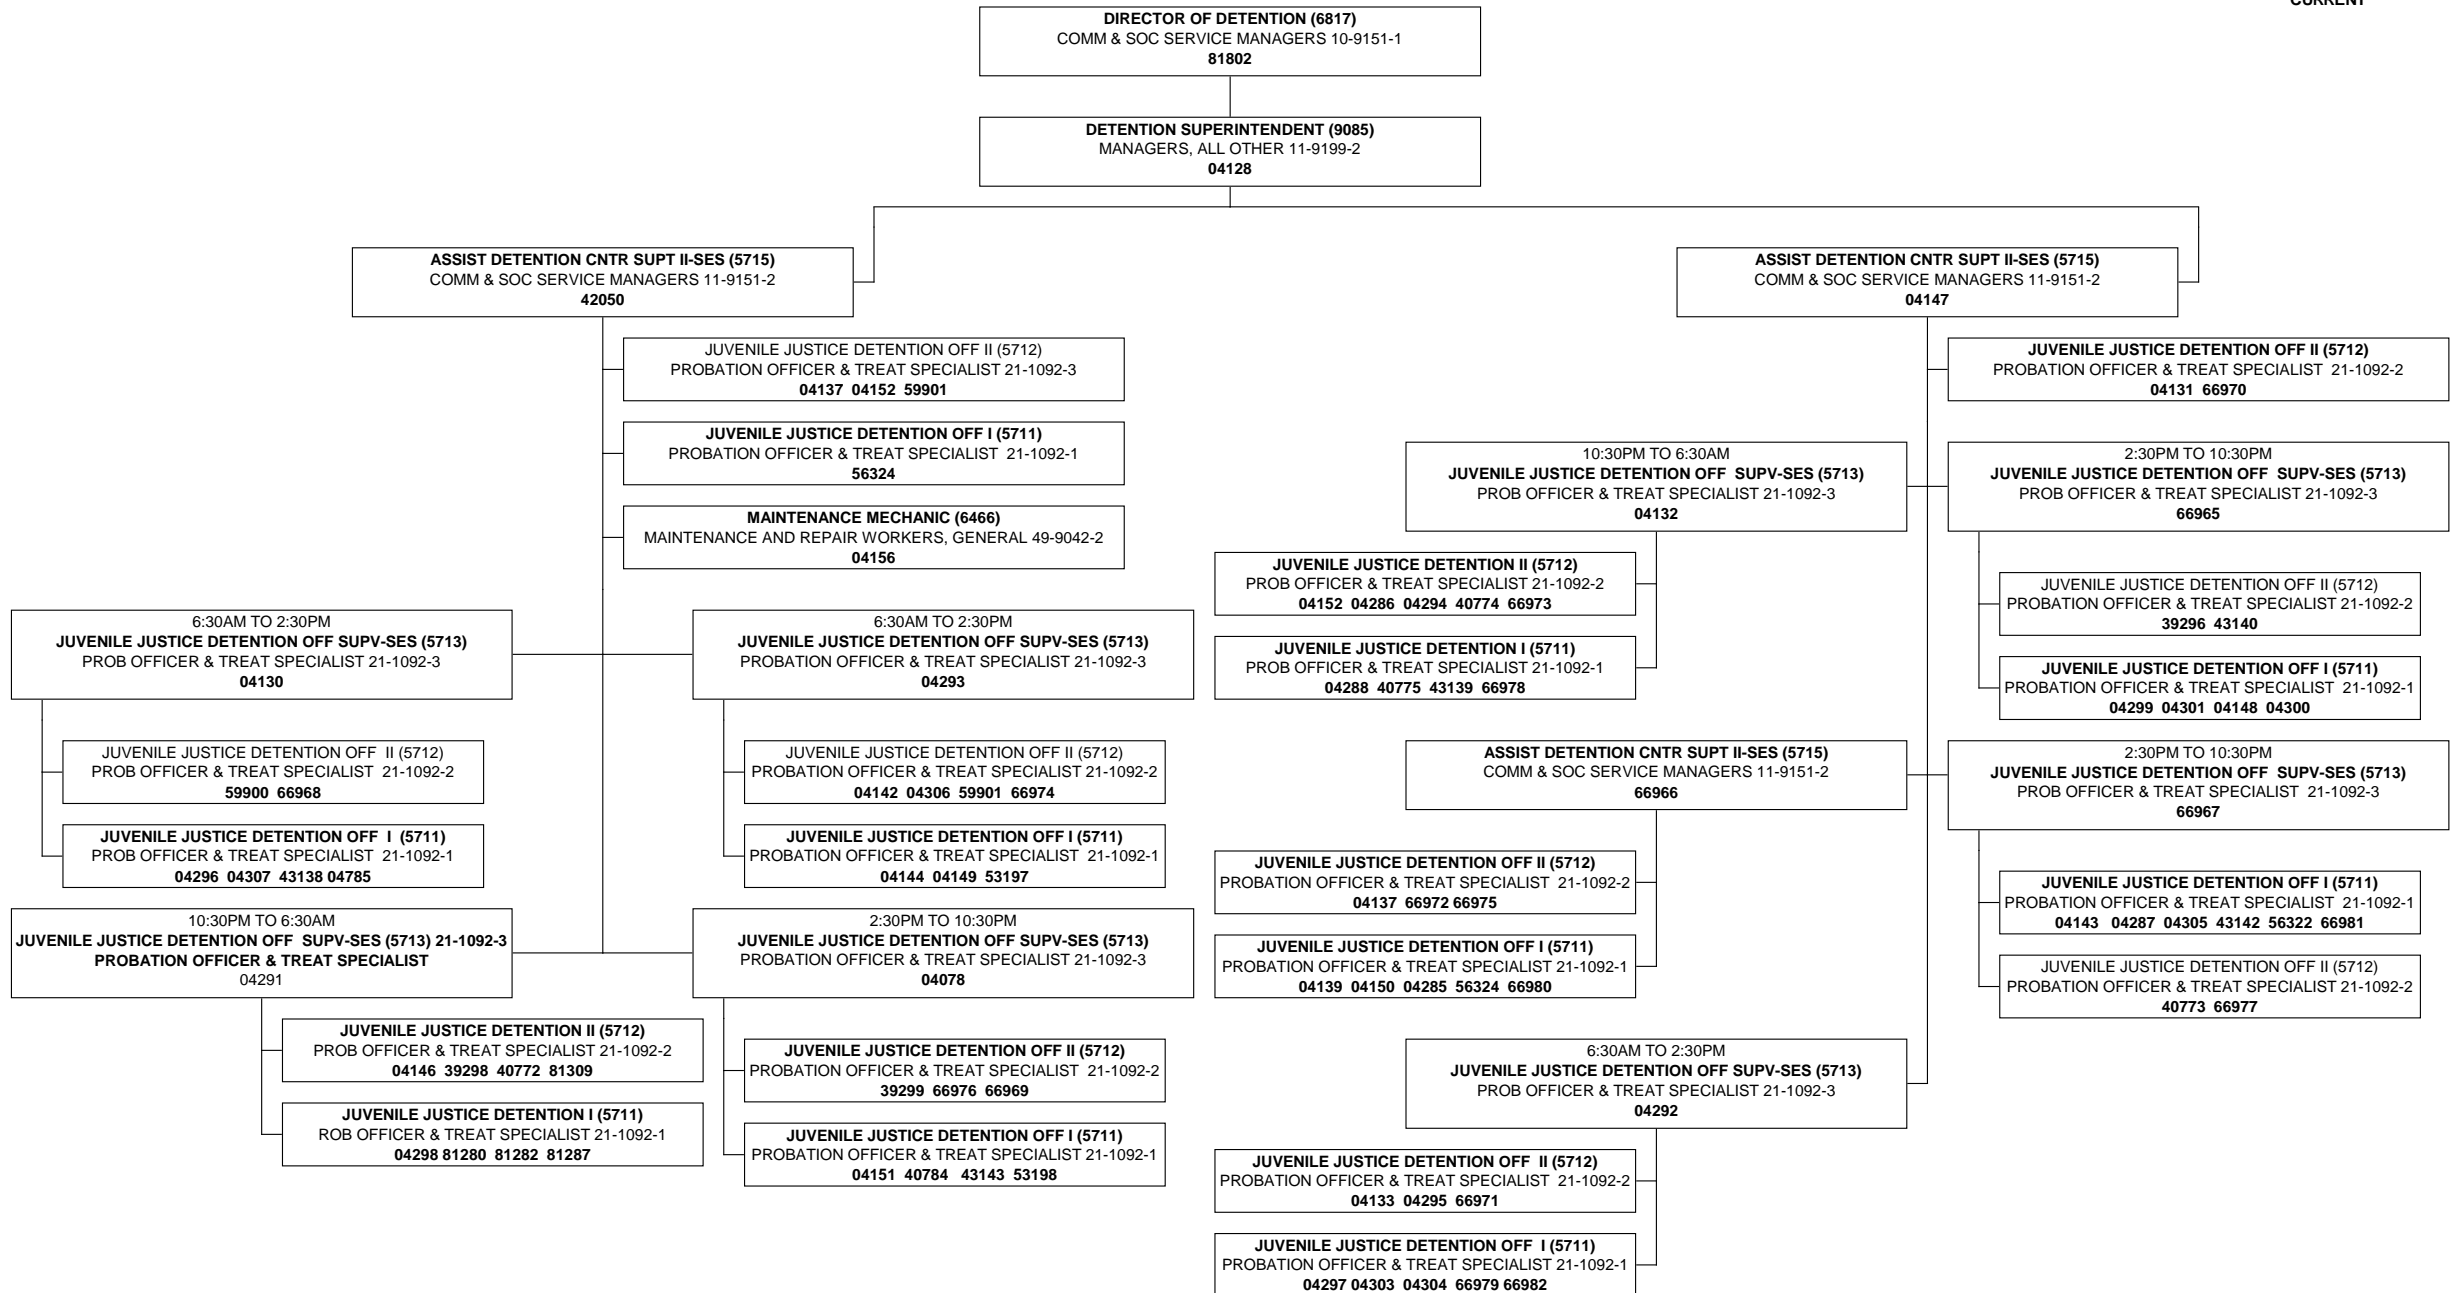 CURRENT
DIRECTOR OF DETENTION (6817)
COMM & SOC SERVICE MANAGERS 10-9151-1
81802
DETENTION SUPERINTENDENT (9085)
MANAGERS, ALL OTHER 11-9199-2
04128
ASSIST DETENTION CNTR SUPT II-SES (5715)
COMM & SOC SERVICE MANAGERS 11-9151-2
42050
JUVENILE JUSTICE DETENTION OFF II (5712)
PROBATION OFFICER & TREAT SPECIALIST 21-1092-3
04137 04152 59901
JUVENILE JUSTICE DETENTION OFF I (5711)
PROBATION OFFICER & TREAT SPECIALIST 21-1092-1
56324
MAINTENANCE MECHANIC (6466)
MAINTENANCE AND REPAIR WORKERS, GENERAL 49-9042-2
04156
6:30AM TO 2:30PM
JUVENILE JUSTICE DETENTION OFF SUPV-SES (5713)
PROB OFFICER & TREAT SPECIALIST 21-1092-3
04130
JUVENILE JUSTICE DETENTION OFF II (5712)
PROB OFFICER & TREAT SPECIALIST 21-1092-2
59900 66968
JUVENILE JUSTICE DETENTION OFF I (5711)
PROB OFFICER & TREAT SPECIALIST 21-1092-1
04296 04307 43138 04785
6:30AM TO 2:30PM
JUVENILE JUSTICE DETENTION OFF SUPV-SES (5713)
PROBATION OFFICER & TREAT SPECIALIST 21-1092-3
04293
JUVENILE JUSTICE DETENTION OFF II (5712)
PROBATION OFFICER & TREAT SPECIALIST 21-1092-2
04142 04306 59901 66974
JUVENILE JUSTICE DETENTION OFF I (5711)
PROBATION OFFICER & TREAT SPECIALIST 21-1092-1
04144 04149 53197
10:30PM TO 6:30AM
JUVENILE JUSTICE DETENTION OFF SUPV-SES (5713) 21-1092-3
PROBATION OFFICER & TREAT SPECIALIST
04291
JUVENILE JUSTICE DETENTION II (5712)
PROB OFFICER & TREAT SPECIALIST 21-1092-2
04146 39298 40772 81309
JUVENILE JUSTICE DETENTION I (5711)
ROB OFFICER & TREAT SPECIALIST 21-1092-1
04298 81280 81282 81287
2:30PM TO 10:30PM
JUVENILE JUSTICE DETENTION OFF SUPV-SES (5713)
PROBATION OFFICER & TREAT SPECIALIST 21-1092-3
04078
JUVENILE JUSTICE DETENTION OFF II (5712)
PROBATION OFFICER & TREAT SPECIALIST 21-1092-2
39299 66976 66969
JUVENILE JUSTICE DETENTION OFF I (5711)
PROBATION OFFICER & TREAT SPECIALIST 21-1092-1
04151 40784 43143 53198
ASSIST DETENTION CNTR SUPT II-SES (5715)
COMM & SOC SERVICE MANAGERS 11-9151-2
04147
JUVENILE JUSTICE DETENTION OFF II (5712)
PROBATION OFFICER & TREAT SPECIALIST 21-1092-2
04131 66970
10:30PM TO 6:30AM
JUVENILE JUSTICE DETENTION OFF SUPV-SES (5713)
PROB OFFICER & TREAT SPECIALIST 21-1092-3
04132
JUVENILE JUSTICE DETENTION II (5712)
PROB OFFICER & TREAT SPECIALIST 21-1092-2
04152 04286 04294 40774 66973
JUVENILE JUSTICE DETENTION I (5711)
PROB OFFICER & TREAT SPECIALIST 21-1092-1
04288 40775 43139 66978
2:30PM TO 10:30PM
JUVENILE JUSTICE DETENTION OFF SUPV-SES (5713)
PROB OFFICER & TREAT SPECIALIST 21-1092-3
66965
JUVENILE JUSTICE DETENTION OFF II (5712)
PROBATION OFFICER & TREAT SPECIALIST 21-1092-2
39296 43140
JUVENILE JUSTICE DETENTION OFF I (5711)
PROBATION OFFICER & TREAT SPECIALIST 21-1092-1
04299 04301 04148 04300
ASSIST DETENTION CNTR SUPT II-SES (5715)
COMM & SOC SERVICE MANAGERS 11-9151-2
66966
JUVENILE JUSTICE DETENTION OFF II (5712)
PROBATION OFFICER & TREAT SPECIALIST 21-1092-2
04137 66972 66975
JUVENILE JUSTICE DETENTION OFF I (5711)
PROBATION OFFICER & TREAT SPECIALIST 21-1092-1
04139 04150 04285 56324 66980
2:30PM TO 10:30PM
JUVENILE JUSTICE DETENTION OFF SUPV-SES (5713)
PROB OFFICER & TREAT SPECIALIST 21-1092-3
66967
JUVENILE JUSTICE DETENTION OFF I (5711)
PROBATION OFFICER & TREAT SPECIALIST 21-1092-1
04143 04287 04305 43142 56322 66981
JUVENILE JUSTICE DETENTION OFF II (5712)
PROBATION OFFICER & TREAT SPECIALIST 21-1092-2
40773 66977
6:30AM TO 2:30PM
JUVENILE JUSTICE DETENTION OFF SUPV-SES (5713)
PROB OFFICER & TREAT SPECIALIST 21-1092-3
04292
JUVENILE JUSTICE DETENTION OFF II (5712)
PROBATION OFFICER & TREAT SPECIALIST 21-1092-2
04133 04295 66971
JUVENILE JUSTICE DETENTION OFF I (5711)
PROBATION OFFICER & TREAT SPECIALIST 21-1092-1
04297 04303 04304 66979 66982